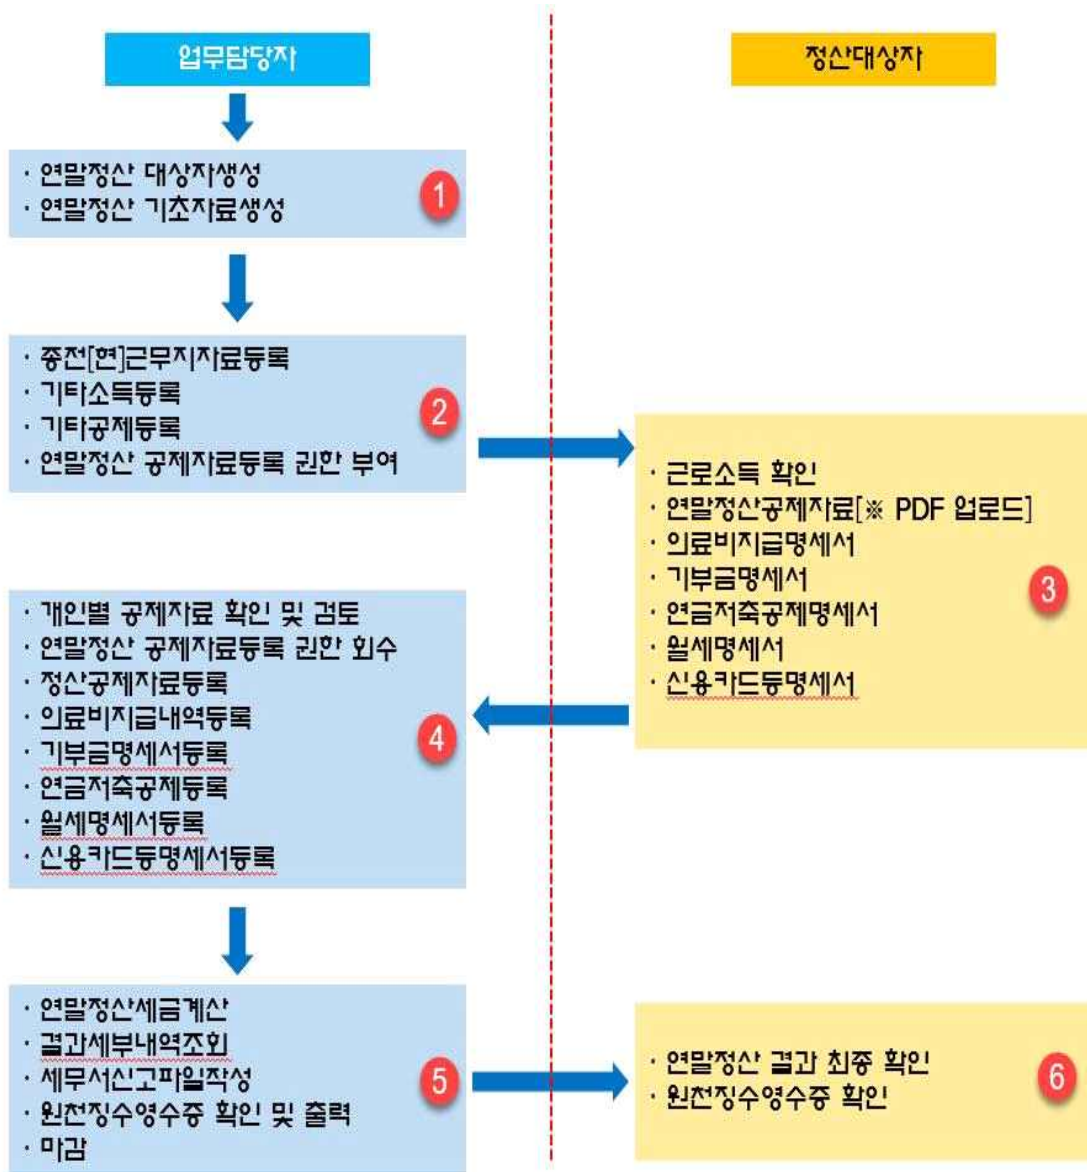 업무담당자
정산대상자
· 연말정산 대상자생성
· 연말정산 기초자료생성
1
· 종전[현]근무지자료등록
· 기타소득등록
· 기타공제등록
· 연말정산 공제자료등록 권한 부여
2
· 근로소득 확인
· 연말정산공제자료[※ PDF 업로드]
· 의료비지급명세서
· 기부금명세서
· 연금저축공제명세서
· 월세명세서
· 신용카드등명세서
3
· 개인별 공제자료 확인 및 검토
· 연말정산 공제자료등록 권한 회수
· 정산공제자료등록
· 의료비지급내역등록
· 기부금명세서등록
· 연금저축공제등록
· 월세명세서등록
· 신용카드등명세서등록
4
· 연말정산세금계산
· 결과세부내역조회
· 세무서신고파일작성
· 원천징수영수증 확인 및 출력
· 마감
5
· 연말정산 결과 최종 확인
· 원천징수영수증 확인
6